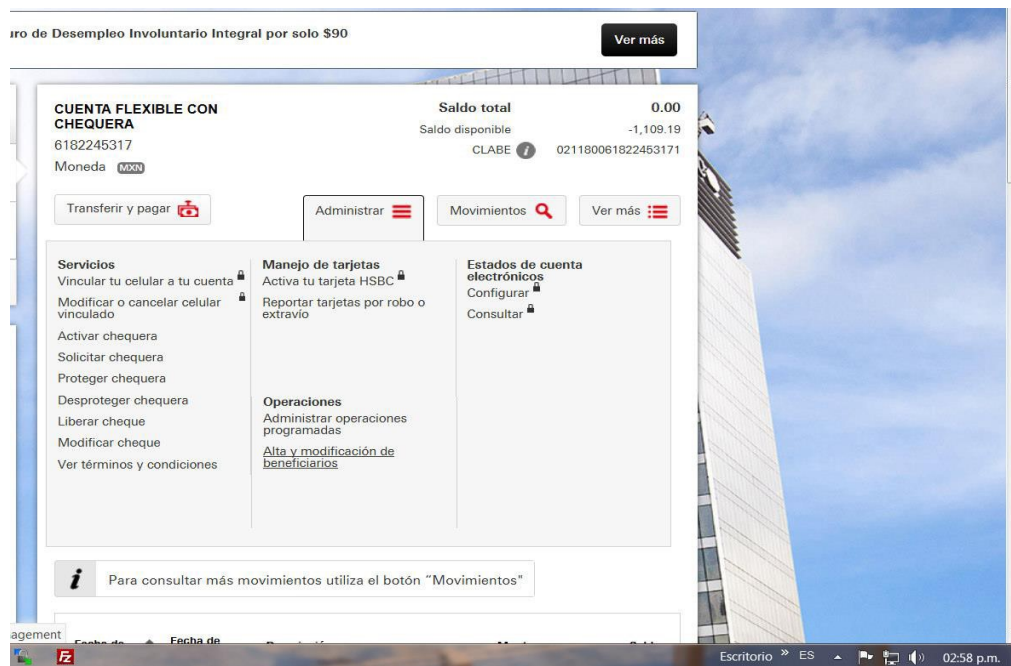 uro de Desempleo Involuntario Integral por solo $90
Ver más
CUENTA FLEXIBLE CON
CHEQUERA
6182245317
Moneda MXN
Saldo total 0.00
Saldo disponible -1,109.19
CLABE i 021180061822453171
Transferir y pagar
Administrar
Movimientos
Ver más
Servicios
Vincular tu celular a tu cuenta
Modificar o cancelar celular
vinculado
Activar chequera
Solicitar chequera
Proteger chequera
Desproteger chequera
Liberar cheque
Modificar cheque
Ver términos y condiciones
Manejo de tarjetas
Activa tu tarjeta HSBC
Reportar tarjetas por robo o
extravío
Operaciones
Administrar operaciones
programadas
Alta y modificación de
beneficiarios
Estados de cuenta
electrónicos
Configurar
Consultar
i Para consultar más movimientos utiliza el botón "Movimientos"
agement
Fecha de
Fecha de
Fz
Escritorio » ES 02:58 p.m.